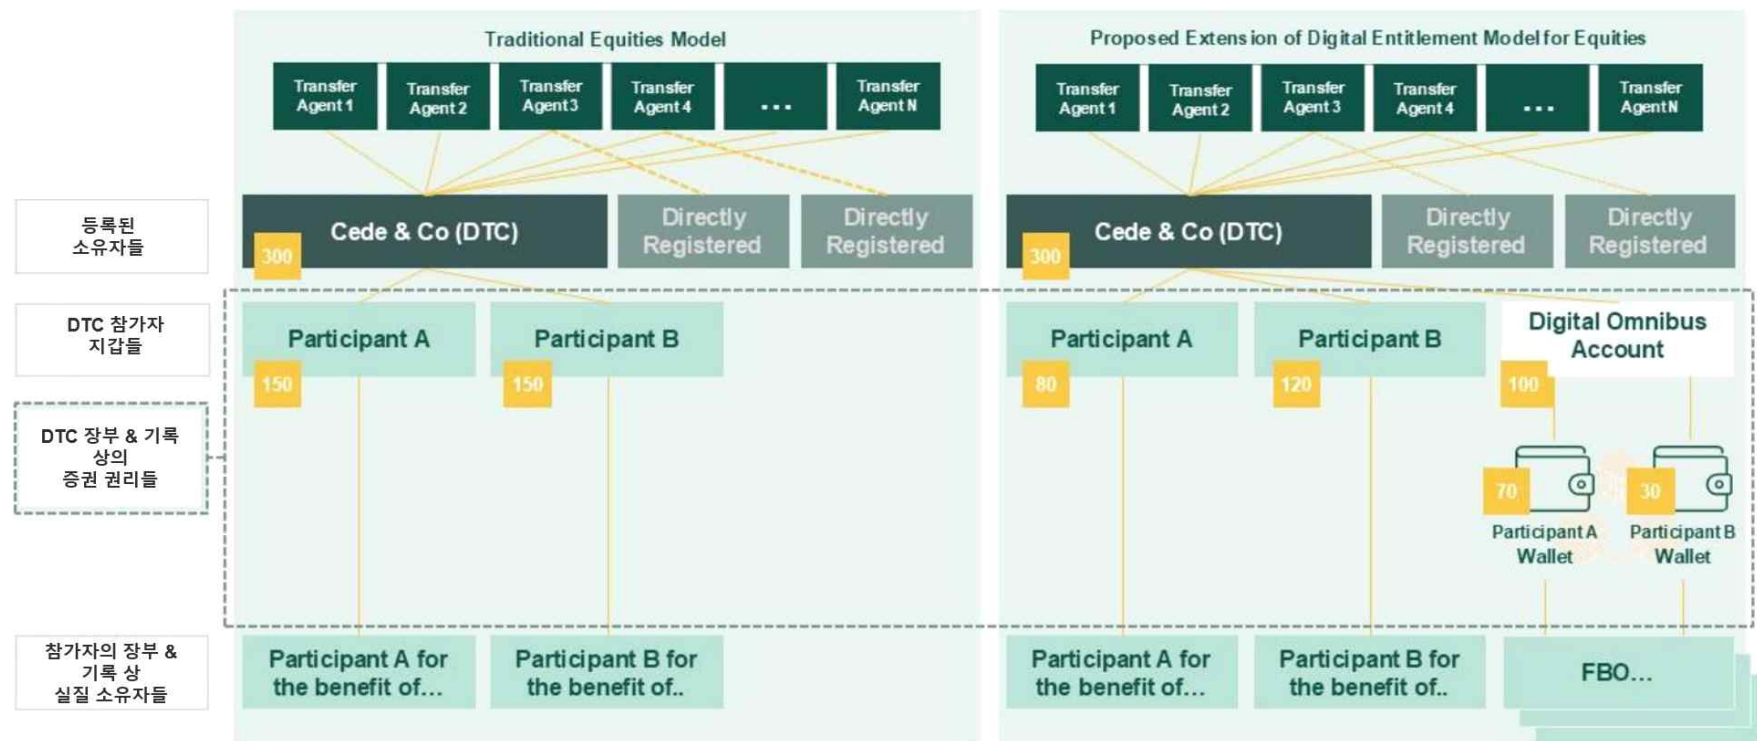 Traditional Equities Model
Transfer
Agent 1
Transfer
Agent 2
Transfer
Agent 3
Transfer
Agent 4
...
Transfer
Agent N
Proposed Extension of Digital Entitlement Model for Equities
Transfer
Agent 1
Transfer
Agent 2
Transfer
Agent 3
Transfer
Agent 4
...
Transfer
Agent N
등록된
소유자들
Cede & Co (DTC)
300
Directly
Registered
Directly
Registered
Cede & Co (DTC)
300
Directly
Registered
Directly
Registered
DTC 참가자
지갑들
Participant A
150
Participant B
150
Participant A
80
Participant B
120
Digital Omnibus
Account
100
DTC 장부 & 기록
상의
증권 권리들
70
Participant A
Wallet
30
Participant B
Wallet
참가자의 장부 &
기록 상
실질 소유자들
Participant A for
the benefit of...
Participant B for
the benefit of..
Participant A for
the benefit of...
Participant B for
the benefit of..
FBO...